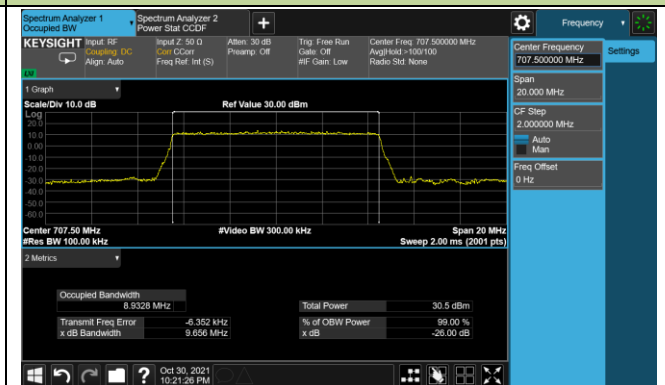 Spectrum Analyzer 1
Occupied BW
Spectrum Analyzer 2
Power Stat CCDF
Frequency
KEYSIGHT
Input: RF
Coupling: DC
Align: Auto
Input Z: 50 Ω
Corr CCorr
Freq Ref: Int (S)
Atten: 30 dB
Preamp: Off
Trig: Free Run
Gate: Off
#IF Gain: Low
Center Freq: 707.500000 MHz
Avg|Hold:>100/100
Radio Std: None
Center Frequency
707.500000 MHz
Settings
Span
20.000 MHz
CF Step
2.000000 MHz
Auto
Man
Freq Offset
0 Hz
1 Graph
Scale/Div 10.0 dB
Ref Value 30.00 dBm
Log
20.0
10.0
0.00
-10.0
-20.0
-30.0
-40.0
-50.0
-60.0
Center 707.50 MHz
#Video BW 300.00 kHz
Span 20 MHz
#Res BW 100.00 kHz
Sweep 2.00 ms (2001 pts)
2 Metrics
Occupied Bandwidth
8.9328 MHz
Total Power
30.5 dBm
Transmit Freq Error
-6.352 kHz
% of OBW Power
99.00 %
x dB Bandwidth
9.656 MHz
x dB
-26.00 dB
Oct 30, 2021
10:21:26 PM